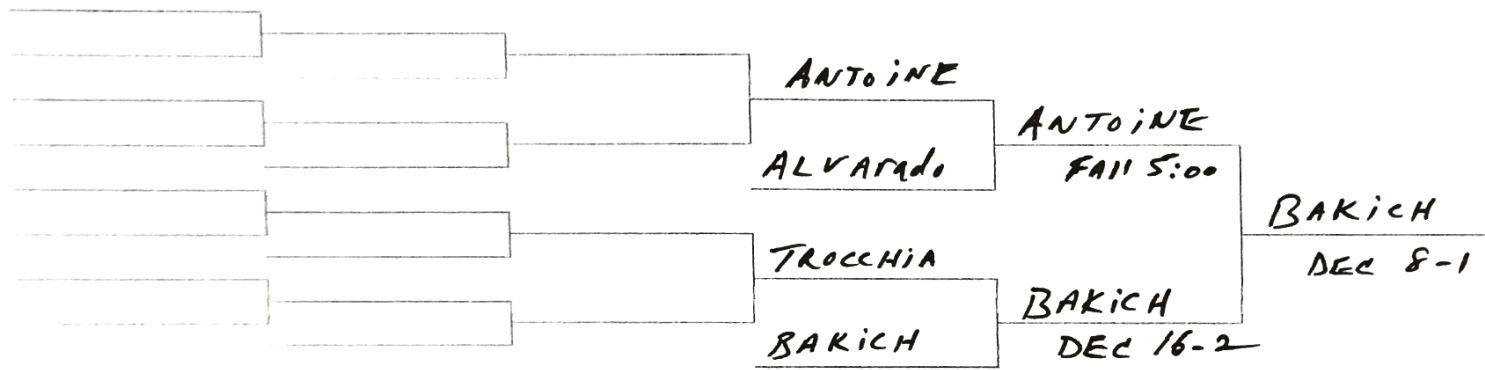 ANTOINE
ALVArado
ANTOINE
FAll 5:00
TROCCHIA
BAKICH
BAKICH
DEC 16-2
BAKICH
DEC 8-1